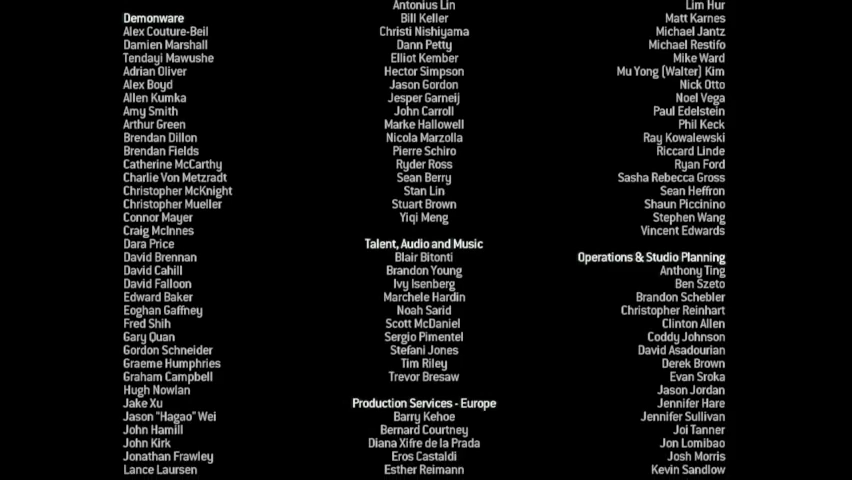 Demonware
Alex Couture-Beil
Damien Marshall
Tendayi Mawushe
Adrian Oliver
Alex Boyd
Allen Kumka
Amy Smith
Arthur Green
Brendan Dillon
Brendan Fields
Catherine McCarthy
Charlie Von Metzradt
Christopher McKnight
Christopher Mueller
Connor Mayer
Craig McInnes
Dara Price
David Brennan
David Cahill
David Falloon
Edward Baker
Eoghan Gaffney
Fred Shih
Gary Quan
Gordon Schneider
Graeme Humphries
Graham Campbell
Hugh Nowlan
Jake Xu
Jason "Hagao" Wei
John Hamill
John Kirk
Jonathan Frawley
Lance Laursen
Antonius Lin
Bill Keller
Christi Nishiyama
Dann Petty
Elliot Kember
Hector Simpson
Jason Gordon
Jesper Garneij
John Carroll
Marke Hallowell
Nicola Marzolla
Pierre Schiro
Ryder Ross
Sean Berry
Stan Lin
Stuart Brown
Yiqi Meng
Talent, Audio and Music
Blair Bitonti
Brandon Young
Ivy Isenberg
Marchele Hardin
Noah Sarid
Scott McDaniel
Sergio Pimentel
Stefani Jones
Tim Riley
Trevor Bresaw
Production Services - Europe
Barry Kehoe
Bernard Courtney
Diana Xifre de la Prada
Eros Castaldi
Esther Reimann
Lim Hur
Matt Karnes
Michael Jantz
Michael Restifo
Mike Ward
Mu Yong (Walter) Kim
Nick Otto
Noel Vega
Paul Edelstein
Phil Keck
Ray Kowalewski
Riccard Linde
Ryan Ford
Sasha Rebecca Gross
Sean Heffron
Shaun Piccinino
Stephen Wang
Vincent Edwards
Operations & Studio Planning
Anthony Ting
Ben Szeto
Brandon Schebler
Christopher Reinhart
Clinton Allen
Coddy Johnson
David Asadourian
Derek Brown
Evan Sroka
Jason Jordan
Jennifer Hare
Jennifer Sullivan
Joi Tanner
Jon Lomibao
Josh Morris
Kevin Sandlow